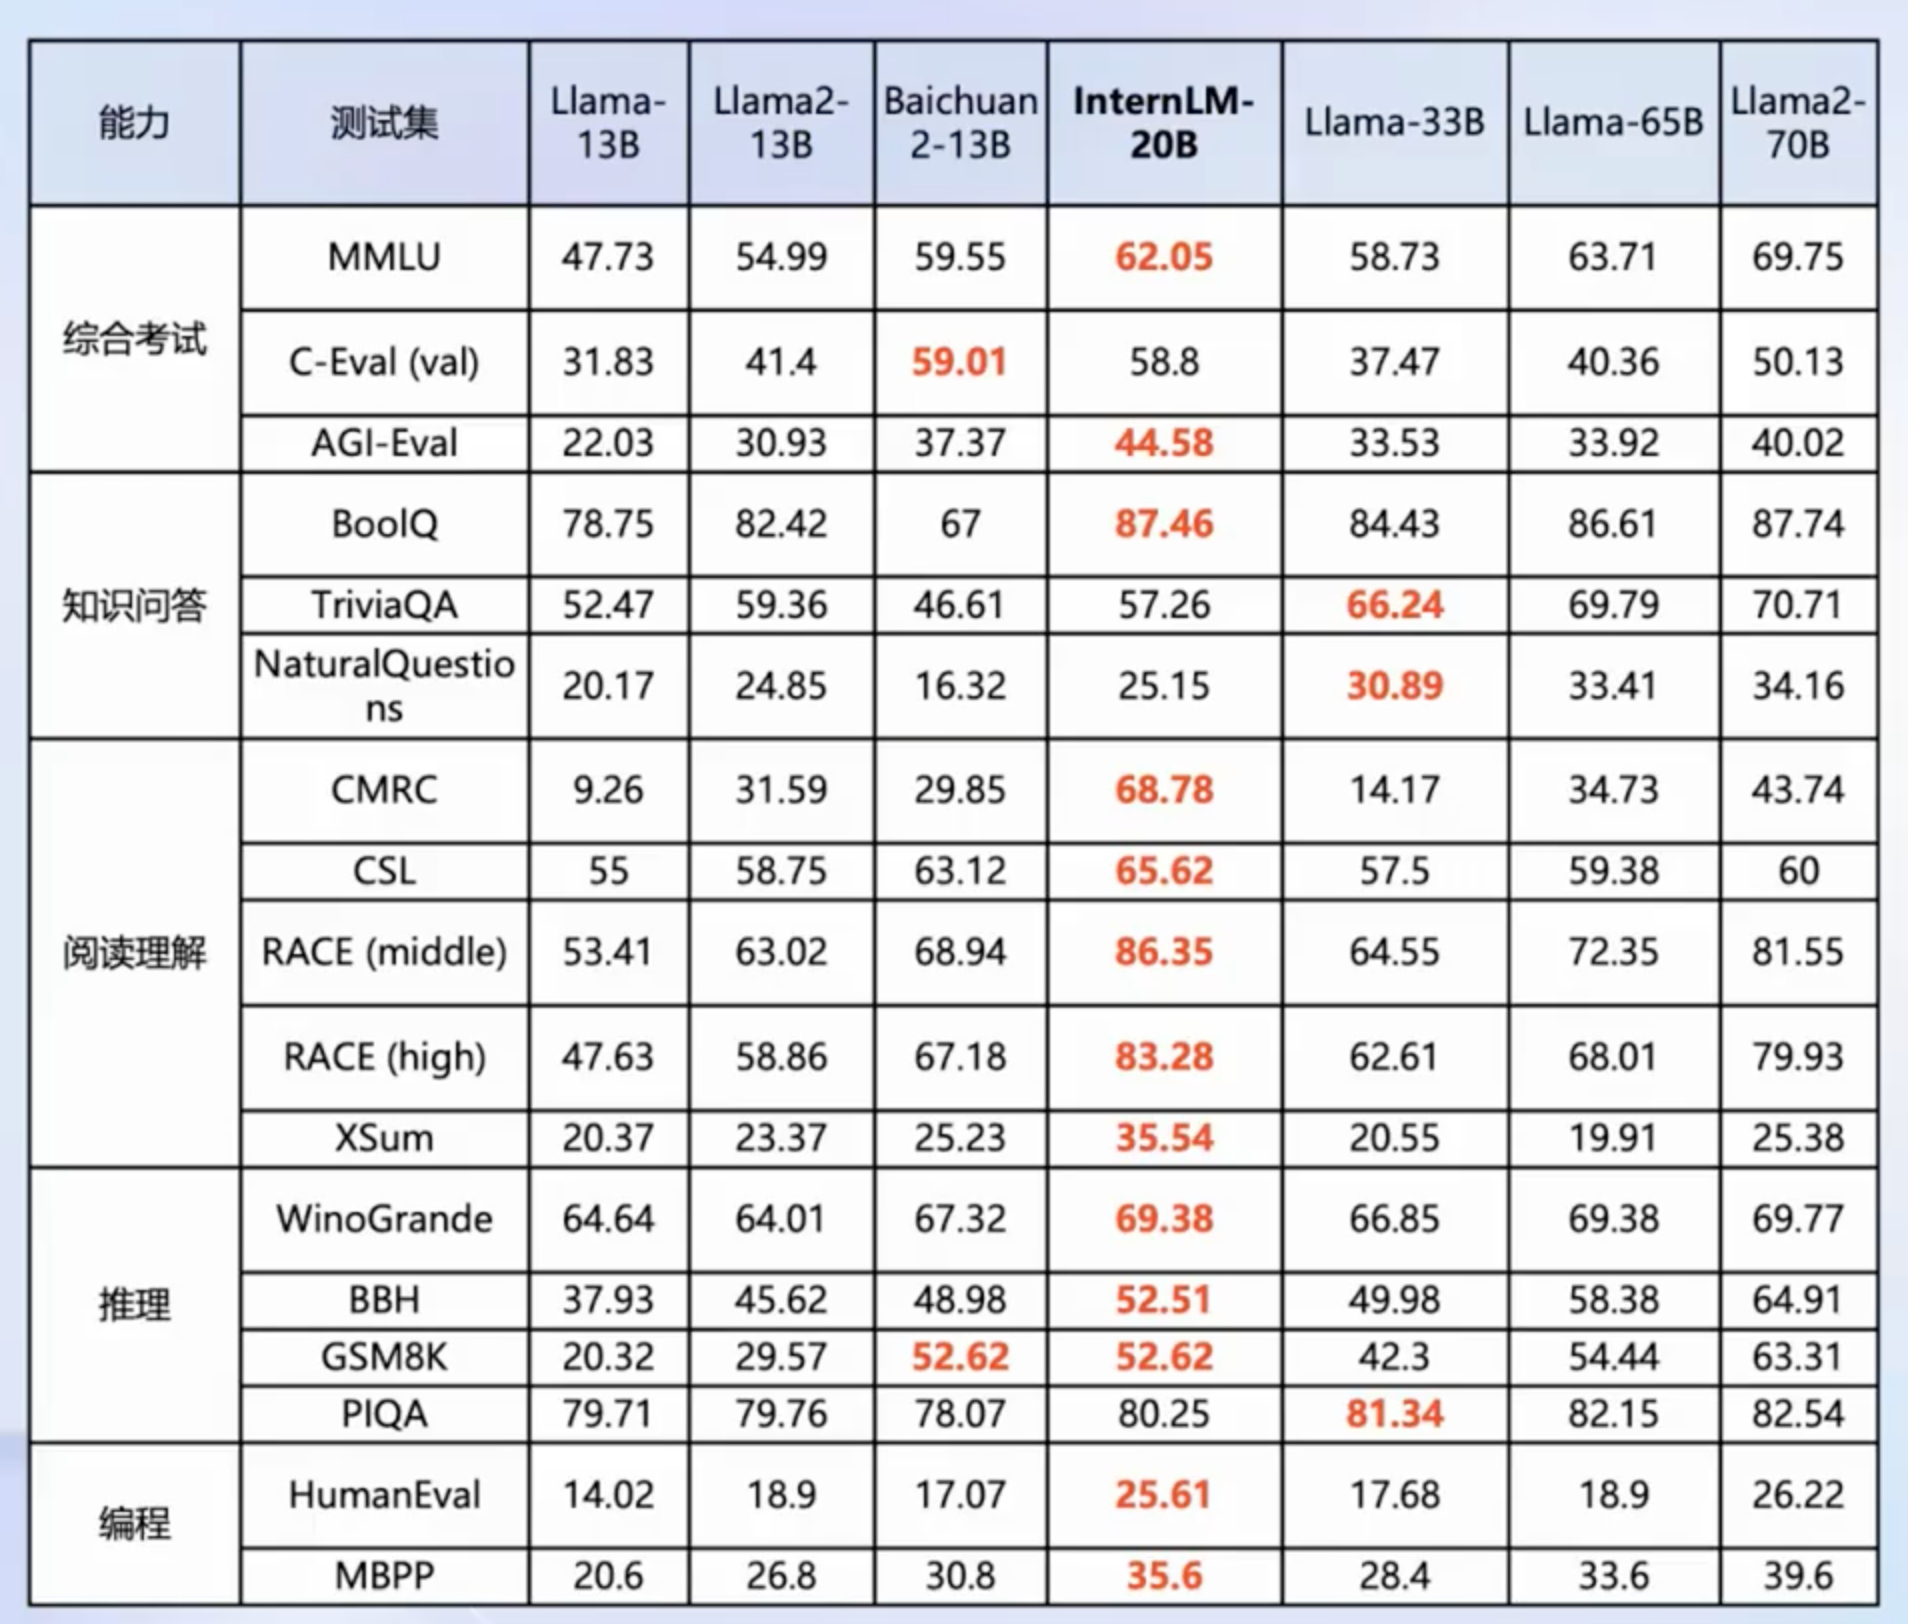 能力 测试集 Llama-13B Llama2-13B Baichuan2-13B InternLM-20B Llama-33B Llama-65B Llama2-70B
综合考试 MMLU 47.73 54.99 59.55 62.05 58.73 63.71 69.75
C-Eval (val) 31.83 41.4 59.01 58.8 37.47 40.36 50.13
AGI-Eval 22.03 30.93 37.37 44.58 33.53 33.92 40.02
知识问答 BoolQ 78.75 82.42 67 87.46 84.43 86.61 87.74
TriviaQA 52.47 59.36 46.61 57.26 66.24 69.79 70.71
NaturalQuestions 20.17 24.85 16.32 25.15 30.89 33.41 34.16
阅读理解 CMRC 9.26 31.59 29.85 68.78 14.17 34.73 43.74
CSL 55 58.75 63.12 65.62 57.5 59.38 60
RACE (middle) 53.41 63.02 68.94 86.35 64.55 72.35 81.55
RACE (high) 47.63 58.86 67.18 83.28 62.61 68.01 79.93
XSum 20.37 23.37 25.23 35.54 20.55 19.91 25.38
推理 WinoGrande 64.64 64.01 67.32 69.38 66.85 69.38 69.77
BBH 37.93 45.62 48.98 52.51 49.98 58.38 64.91
GSM8K 20.32 29.57 52.62 52.62 42.3 54.44 63.31
PIQA 79.71 79.76 78.07 80.25 81.34 82.15 82.54
编程 HumanEval 14.02 18.9 17.07 25.61 17.68 18.9 26.22
MBPP 20.6 26.8 30.8 35.6 28.4 33.6 39.6